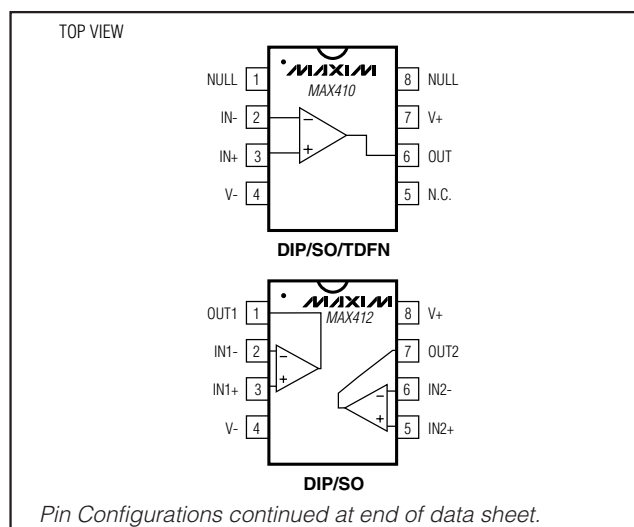 TOP VIEW
MAXIM
MAX410
NULL 1
8 NULL
IN- 2
7 V+
IN+ 3
6 OUT
V- 4
5 N.C.
−
+
DIP/SO/TDFN
MAXIM
MAX412
OUT1 1
8 V+
IN1- 2
7 OUT2
IN1+ 3
6 IN2-
V- 4
5 IN2+
−
+
−
+
DIP/SO
Pin Configurations continued at end of data sheet.